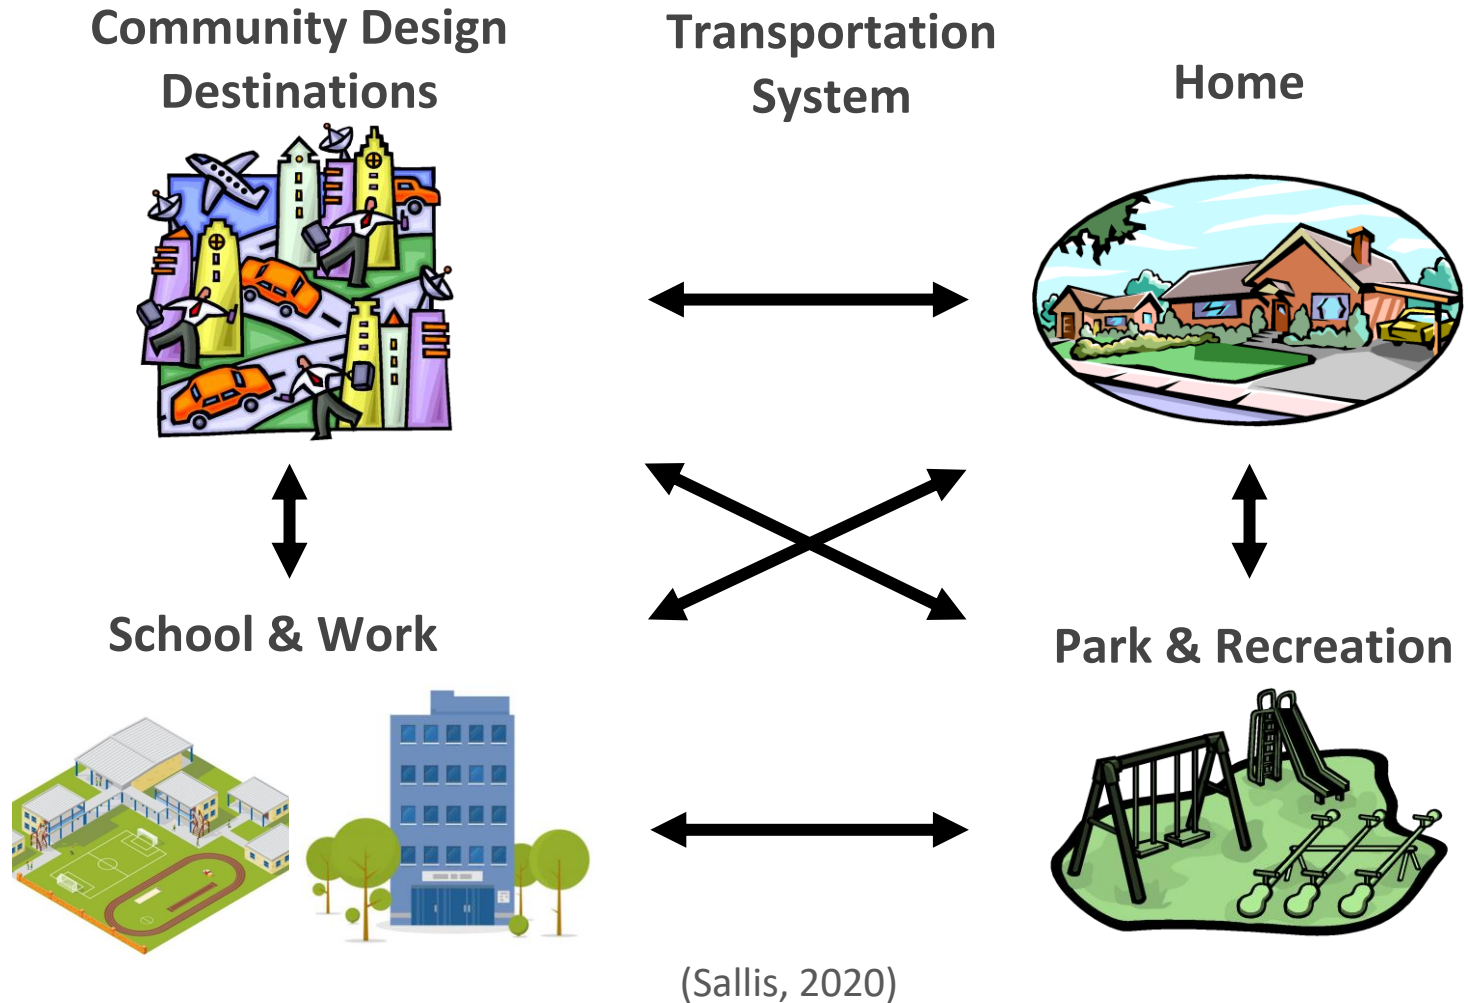 Community Design
Destinations
Transportation
System
Home
School & Work
Park & Recreation
(Sallis, 2020)